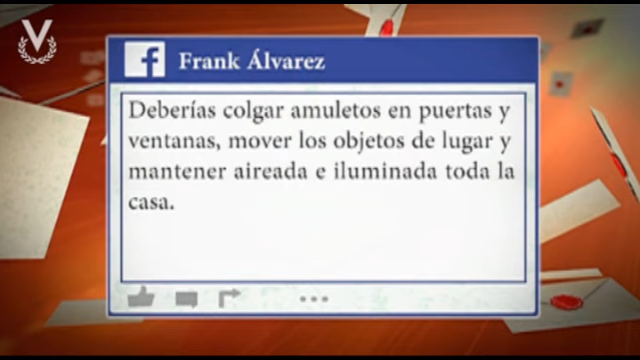 Frank Álvarez
Deberías colgar amuletos en puertas y
ventanas, mover los objetos de lugar y
mantener aireada e iluminada toda la
casa.